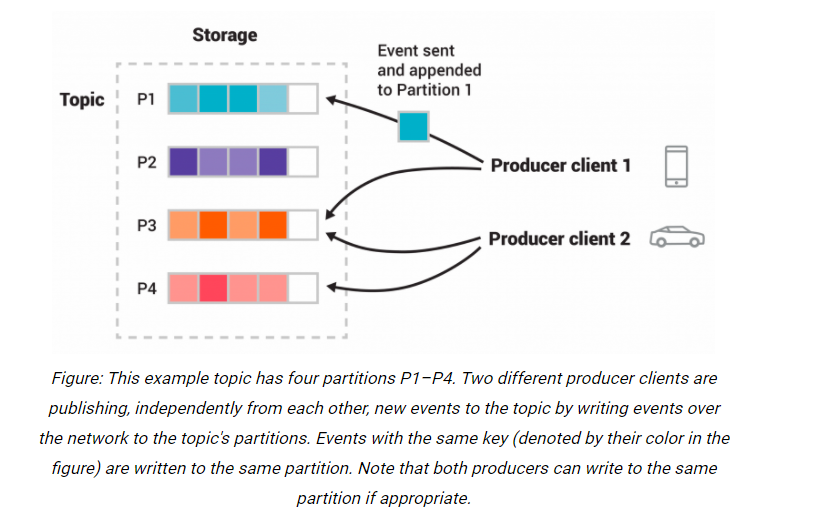 Storage
Event sent
and appended
to Partition 1
Topic
P1
P2
Producer client 1
P3
Producer client 2
P4
Figure: This example topic has four partitions P1–P4. Two different producer clients are
publishing, independently from each other, new events to the topic by writing events over
the network to the topic's partitions. Events with the same key (denoted by their color in the
figure) are written to the same partition. Note that both producers can write to the same
partition if appropriate.